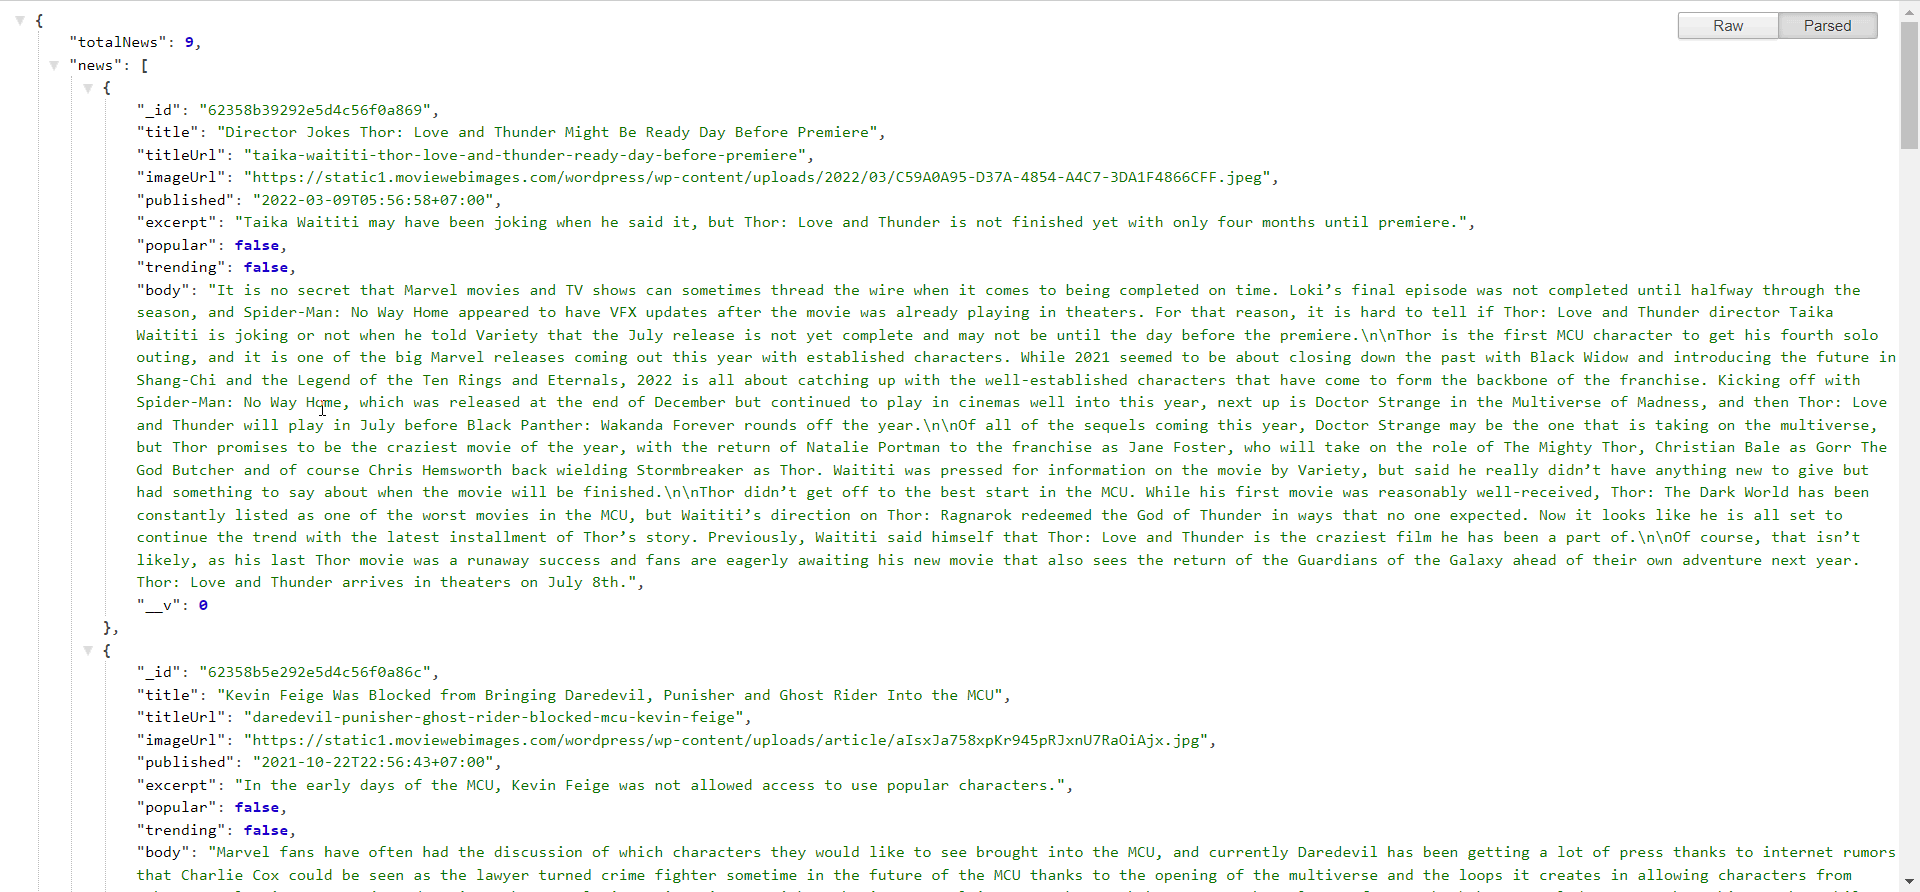 {
Raw Parsed
"totalNews": 9,
"news": [
{
"_id": "62358b39292e5d4c56f0a869",
"title": "Director Jokes Thor: Love and Thunder Might Be Ready Day Before Premiere",
"titleUrl": "taika-waititi-thor-love-and-thunder-ready-day-before-premiere",
"imageUrl": "https://static1.moviewebimages.com/wordpress/wp-content/uploads/2022/03/C59A0A95-D37A-4854-A4C7-3DA1F4866CFF.jpeg",
"published": "2022-03-09T05:56:58+07:00",
"excerpt": "Taika Waititi may have been joking when he said it, but Thor: Love and Thunder is not finished yet with only four months until premiere.",
"popular": false,
"trending": false,
"body": "It is no secret that Marvel movies and TV shows can sometimes thread the wire when it comes to being completed on time. Loki’s final episode was not completed until halfway through the
season, and Spider-Man: No Way Home appeared to have VFX updates after the movie was already playing in theaters. For that reason, it is hard to tell if Thor: Love and Thunder director Taika
Waititi is joking or not when he told Variety that the July release is not yet complete and may not be until the day before the premiere.\n\nThor is the first MCU character to get his fourth solo
outing, and it is one of the big Marvel releases coming out this year with established characters. While 2021 seemed to be about closing down the past with Black Widow and introducing the future in
Shang-Chi and the Legend of the Ten Rings and Eternals, 2022 is all about catching up with the well-established characters that have come to form the backbone of the franchise. Kicking off with
Spider-Man: No Way Home, which was released at the end of December but continued to play in cinemas well into this year, next up is Doctor Strange in the Multiverse of Madness, and then Thor: Love
and Thunder will play in July before Black Panther: Wakanda Forever rounds off the year.\n\nOf all of the sequels coming this year, Doctor Strange may be the one that is taking on the multiverse,
but Thor promises to be the craziest movie of the year, with the return of Natalie Portman to the franchise as Jane Foster, who will take on the role of The Mighty Thor, Christian Bale as Gorr The
God Butcher and of course Chris Hemsworth back wielding Stormbreaker as Thor. Waititi was pressed for information on the movie by Variety, but said he really didn’t have anything new to give but
had something to say about when the movie will be finished.\n\nThor didn’t get off to the best start in the MCU. While his first movie was reasonably well-received, Thor: The Dark World has been
constantly listed as one of the worst movies in the MCU, but Waititi’s direction on Thor: Ragnarok redeemed the God of Thunder in ways that no one expected. Now it looks like he is all set to
continue the trend with the latest installment of Thor’s story. Previously, Waititi said himself that Thor: Love and Thunder is the craziest film he has been a part of.\n\nOf course, that isn’t
likely, as his last Thor movie was a runaway success and fans are eagerly awaiting his new movie that also sees the return of the Guardians of the Galaxy ahead of their own adventure next year.
Thor: Love and Thunder arrives in theaters on July 8th.",
"__v": 0
},
{
"_id": "62358b5e292e5d4c56f0a86c",
"title": "Kevin Feige Was Blocked from Bringing Daredevil, Punisher and Ghost Rider Into the MCU",
"titleUrl": "daredevil-punisher-ghost-rider-blocked-mcu-kevin-feige",
"imageUrl": "https://static1.moviewebimages.com/wordpress/wp-content/uploads/article/aIsxJa758xpKr945pRJxnU7RaOiAjx.jpg",
"published": "2021-10-22T22:56:43+07:00",
"excerpt": "In the early days of the MCU, Kevin Feige was not allowed access to use popular characters.",
"popular": false,
"trending": false,
"body": "Marvel fans have often had the discussion of which characters they would like to see brought into the MCU, and currently Daredevil has been getting a lot of press thanks to internet rumors
that Charlie Cox could be seen as the lawyer turned crime fighter sometime in the future of the MCU thanks to the opening of the multiverse and the loops it creates in allowing characters from